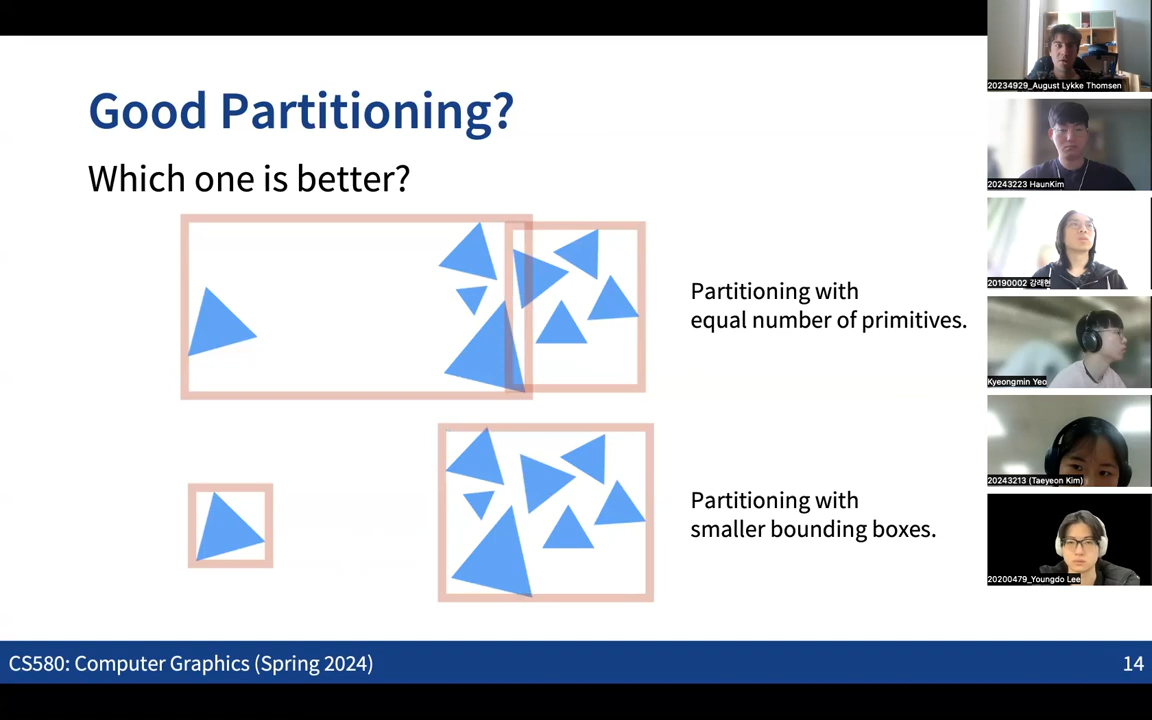 Good Partitioning?
Which one is better?
Partitioning with
equal number of primitives.
Partitioning with
smaller bounding boxes.
CS580: Computer Graphics (Spring 2024)
14
20234929_August Lykke Thomsen
20243223 HaunKim
20190002 강래현
Kyeongmin Yeo
20243213 (Taeyeon Kim)
20200479_Youngdo Lee